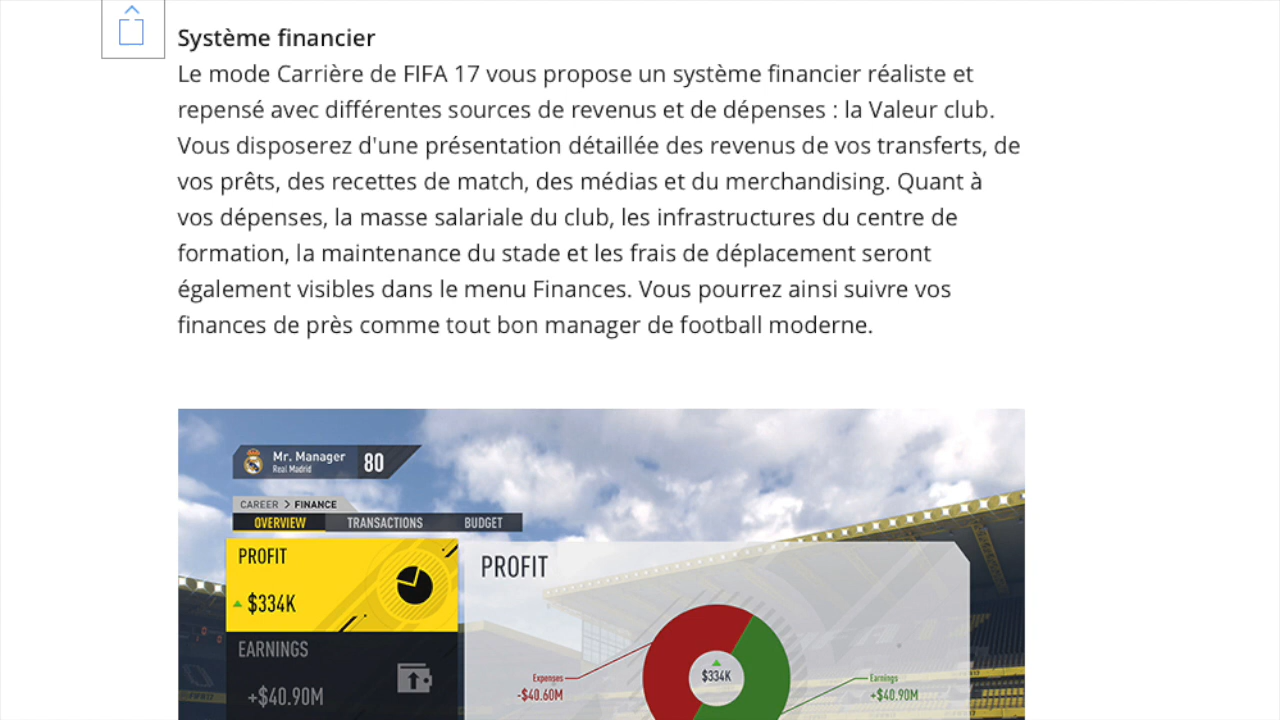 Système financier
Le mode Carrière de FIFA 17 vous propose un système financier réaliste et
repensé avec différentes sources de revenus et de dépenses : la Valeur club.
Vous disposerez d'une présentation détaillée des revenus de vos transferts, de
vos prêts, des recettes de match, des médias et du merchandising. Quant à
vos dépenses, la masse salariale du club, les infrastructures du centre de
formation, la maintenance du stade et les frais de déplacement seront
également visibles dans le menu Finances. Vous pourrez ainsi suivre vos
finances de près comme tout bon manager de football moderne.
Mr. Manager
Real Madrid
80
CAREER > FINANCE
OVERVIEW TRANSACTIONS BUDGET
PROFIT
$334K
EARNINGS
+$40.90M
PROFIT
Expenses
-$40.60M
$334K
Earnings
+$40.90M